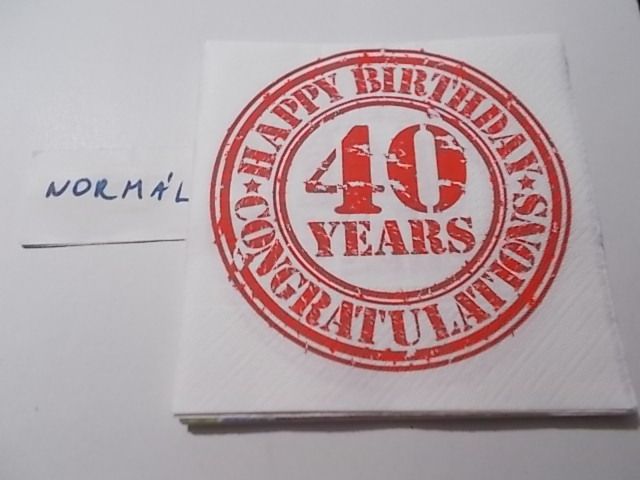 NORMÁL
HAPPY BIRTHDAY
40
YEARS
CONGRATULATIONS